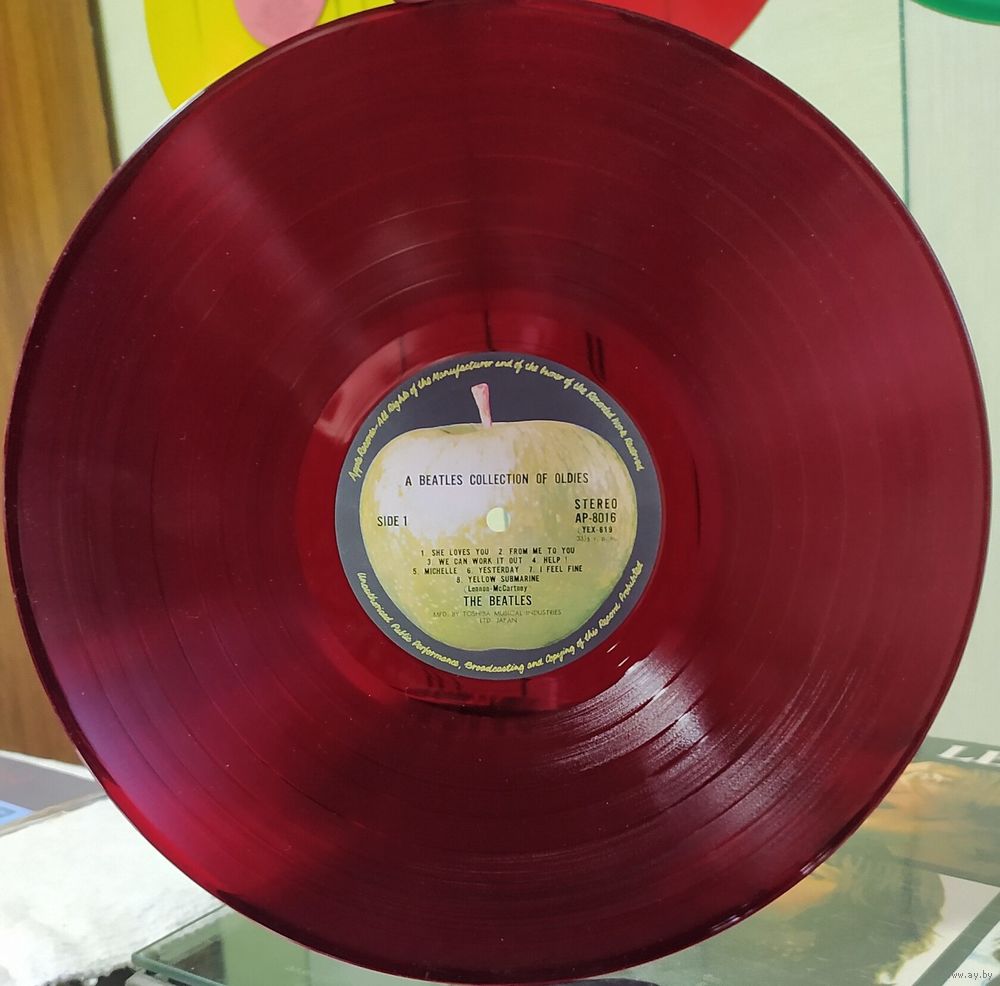 Apple Records-All Rights of the Manufacturer and of the Owner of the Recorded Work Reserved
A BEATLES COLLECTION OF OLDIES
STEREO
SIDE 1
AP-8016
(YEX-619
33⅓ r. p. m.
1. SHE LOVES YOU 2 FROM ME TO YOU
3. WE CAN WORK IT OUT 4. HELP !
5. MICHELLE 6. YESTERDAY 7. I FEEL FINE
8. YELLOW SUBMARINE
(Lennon-McCartney
THE BEATLES
MFD. BY TOSHIBA MUSICAL INDUSTRIES
LTD. JAPAN
Unauthorized Public Performance, Broadcasting and Copying of this Record Prohibited
www.ay.by